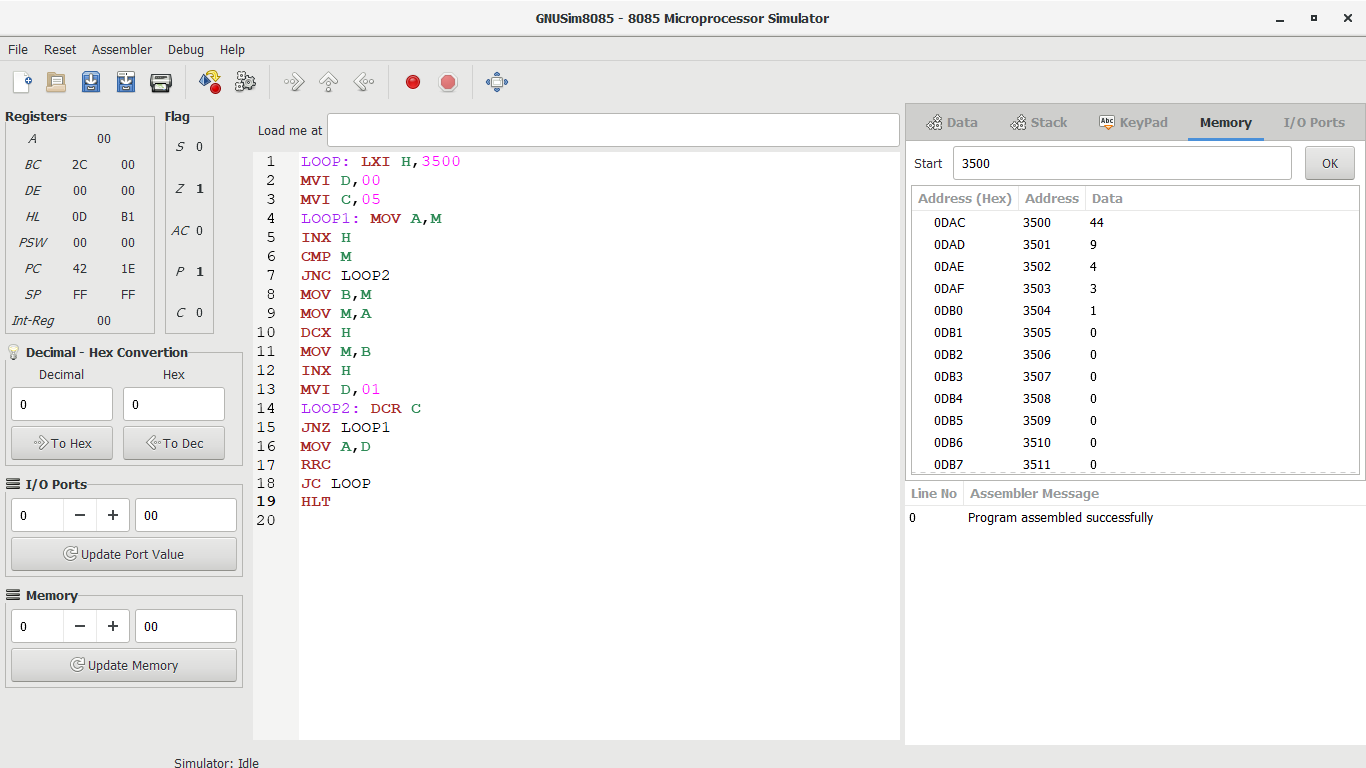 GNUSim8085 - 8085 Microprocessor Simulator
File Reset Assembler Debug Help
Registers
A 00
BC 2C 00
DE 00 00
HL 0D B1
PSW 00 00
PC 42 1E
SP FF FF
Int-Reg 00
Flag
S 0
Z 1
AC 0
P 1
C 0
Decimal - Hex Convertion
Decimal Hex
0 0
To Hex To Dec
I/O Ports
0 00
Update Port Value
Memory
0 00
Update Memory
Load me at
1 LOOP: LXI H,3500
2 MVI D,00
3 MVI C,05
4 LOOP1: MOV A,M
5 INX H
6 CMP M
7 JNC LOOP2
8 MOV B,M
9 MOV M,A
10 DCX H
11 MOV M,B
12 INX H
13 MVI D,01
14 LOOP2: DCR C
15 JNZ LOOP1
16 MOV A,D
17 RRC
18 JC LOOP
19 HLT
20
Data Stack Abc KeyPad Memory I/O Ports
Start 3500 OK
Address (Hex) Address Data
0DAC 3500 44
0DAD 3501 9
0DAE 3502 4
0DAF 3503 3
0DB0 3504 1
0DB1 3505 0
0DB2 3506 0
0DB3 3507 0
0DB4 3508 0
0DB5 3509 0
0DB6 3510 0
0DB7 3511 0
Line No Assembler Message
0 Program assembled successfully
Simulator: Idle